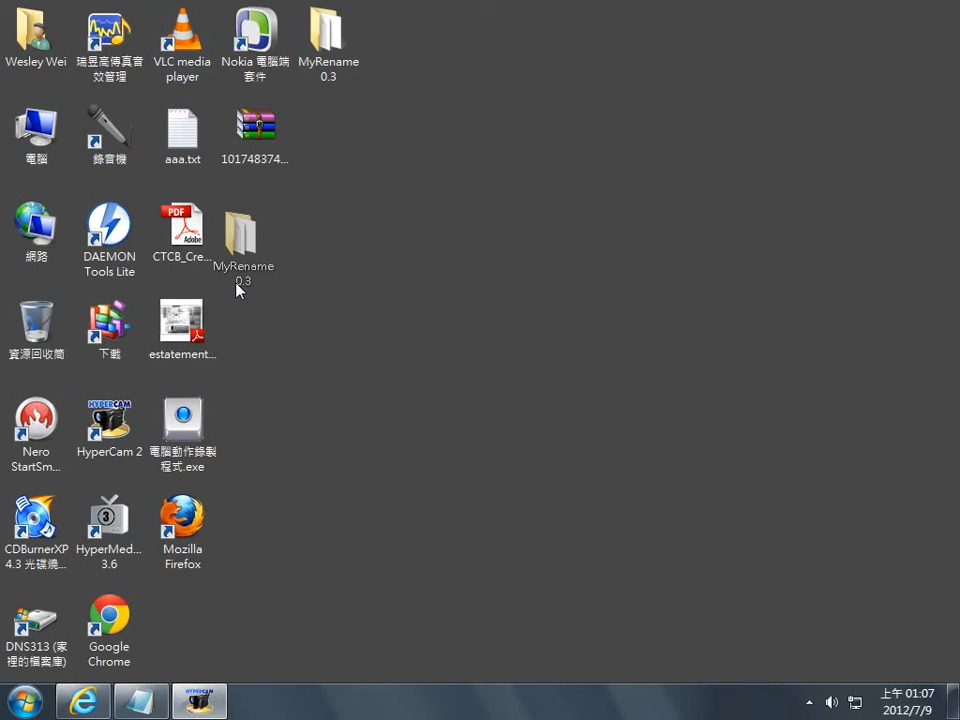 Wesley Wei
瑞昱高傳真音
效管理
VLC media
player
Nokia 電腦端
套件
MyRename
0.3
電腦
錄音機
aaa.txt
101748374...
網路
DAEMON
Tools Lite
PDF
Adobe
CTCB_Cre...
MyRename
0.3
資源回收筒
下載
estatement...
Nero
StartSm...
HYPERCAM
HyperCam 2
電腦動作錄製
程式.exe
CDBurnerXP
4.3 光碟燒...
3
HyperMed...
3.6
Mozilla
Firefox
DNS313 (家
裡的檔案庫)
Google
Chrome
HYPERCAM
上午 01:07
2012/7/9